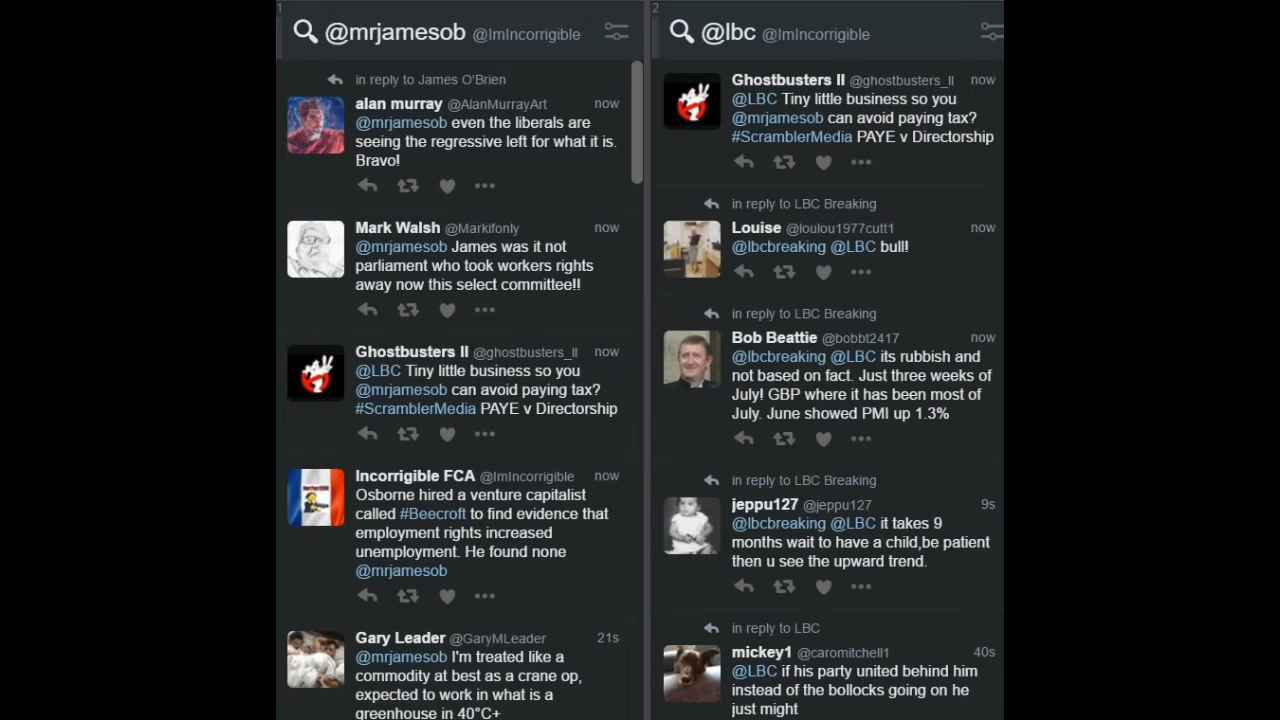 1
@mrjamesob @ImIncorrigible
in reply to James O'Brien
alan murray @AlanMurrayArt now
@mrjamesob even the liberals are
seeing the regressive left for what it is.
Bravo!
Mark Walsh @Markifonly now
@mrjamesob James was it not
parliament who took workers rights
away now this select committee!!
Ghostbusters II @ghostbusters_II now
@LBC Tiny little business so you
@mrjamesob can avoid paying tax?
#ScramblerMedia PAYE v Directorship
Incorrigible FCA @ImIncorrigible now
Osborne hired a venture capitalist
called #Beecroft to find evidence that
employment rights increased
unemployment. He found none
@mrjamesob
Gary Leader @GaryMLeader 21s
@mrjamesob I'm treated like a
commodity at best as a crane op,
expected to work in what is a
greenhouse in 40°C+
2
@lbc @ImIncorrigible
Ghostbusters II @ghostbusters_II now
@LBC Tiny little business so you
@mrjamesob can avoid paying tax?
#ScramblerMedia PAYE v Directorship
in reply to LBC Breaking
Louise @loulou1977cutt1 now
@lbcbreaking @LBC bull!
in reply to LBC Breaking
Bob Beattie @bobbt2417 now
@lbcbreaking @LBC its rubbish and
not based on fact. Just three weeks of
July! GBP where it has been most of
July. June showed PMI up 1.3%
in reply to LBC Breaking
jeppu127 @jeppu127 9s
@lbcbreaking @LBC it takes 9
months wait to have a child,be patient
then u see the upward trend.
in reply to LBC
mickey1 @caromitchell1 40s
@LBC if his party united behind him
instead of the bollocks going on he
just might